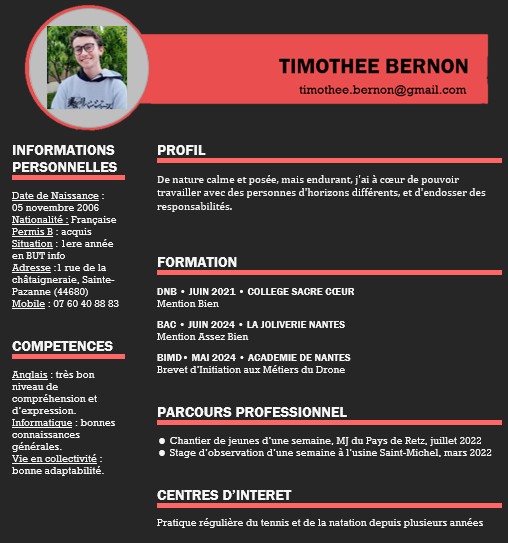 TIMOTHEE BERNON
timothee.bernon@gmail.com
INFORMATIONS
PERSONNELLES
Date de Naissance :
05 novembre 2006
Nationalité : Française
Permis B : acquis
Situation : 1ere année
en BUT info
Adresse :1 rue de la
châtaigneraie, Sainte-
Pazanne (44680)
Mobile : 07 60 40 88 83
COMPETENCES
Anglais : très bon
niveau de
compréhension et
d'expression.
Informatique : bonnes
connaissances
générales.
Vie en collectivité :
bonne adaptabilité.
PROFIL
De nature calme et posée, mais endurant, j'ai à cœur de pouvoir
travailler avec des personnes d'horizons différents, et d'endosser des
responsabilités.
FORMATION
DNB • JUIN 2021 • COLLEGE SACRE CŒUR
Mention Bien
BAC • JUIN 2024 • LA JOLIVERIE NANTES
Mention Assez Bien
BIMD• MAI 2024 • ACADEMIE DE NANTES
Brevet d'Initiation aux Métiers du Drone
PARCOURS PROFESSIONNEL
● Chantier de jeunes d'une semaine, MJ du Pays de Retz, juillet 2022
● Stage d'observation d'une semaine à l'usine Saint-Michel, mars 2022
CENTRES D'INTERET
Pratique régulière du tennis et de la natation depuis plusieurs années